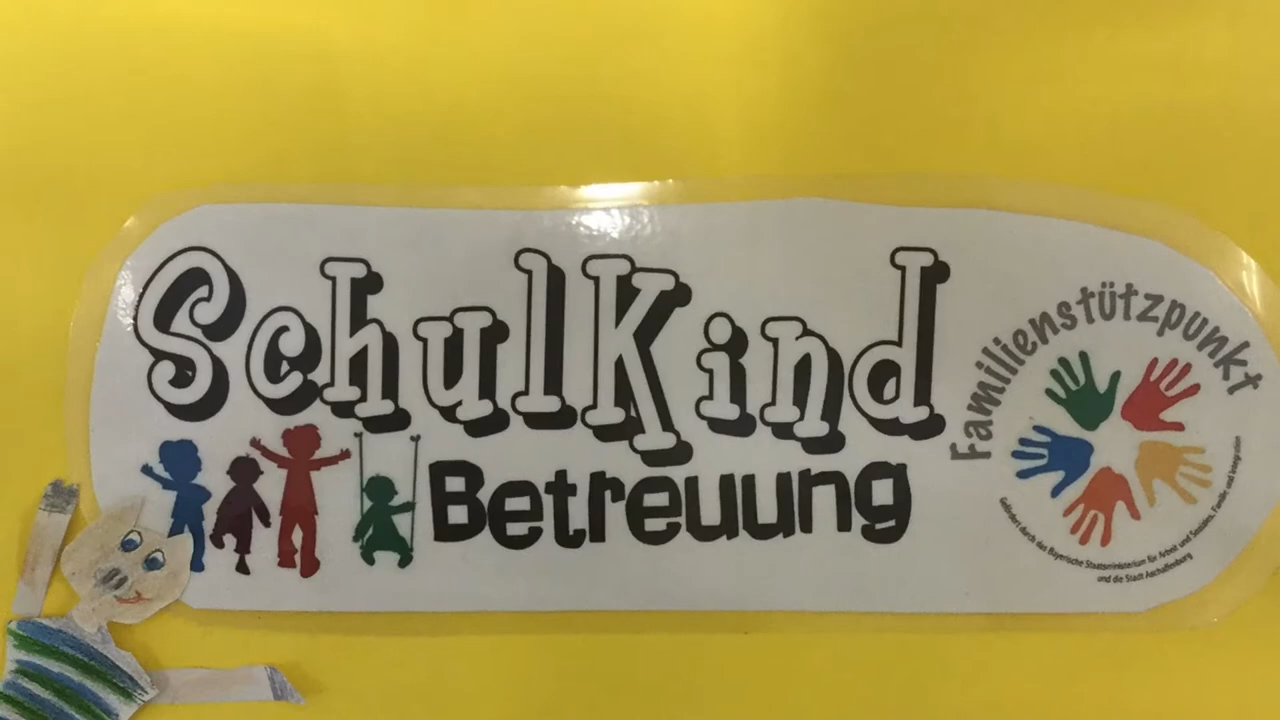 SchulKind
Betreuung
Familienstützpunkt
Gefördert durch das Bayerische Staatsministerium für Arbeit und Soziales, Familie und Integration
und die Stadt Aschaffenburg